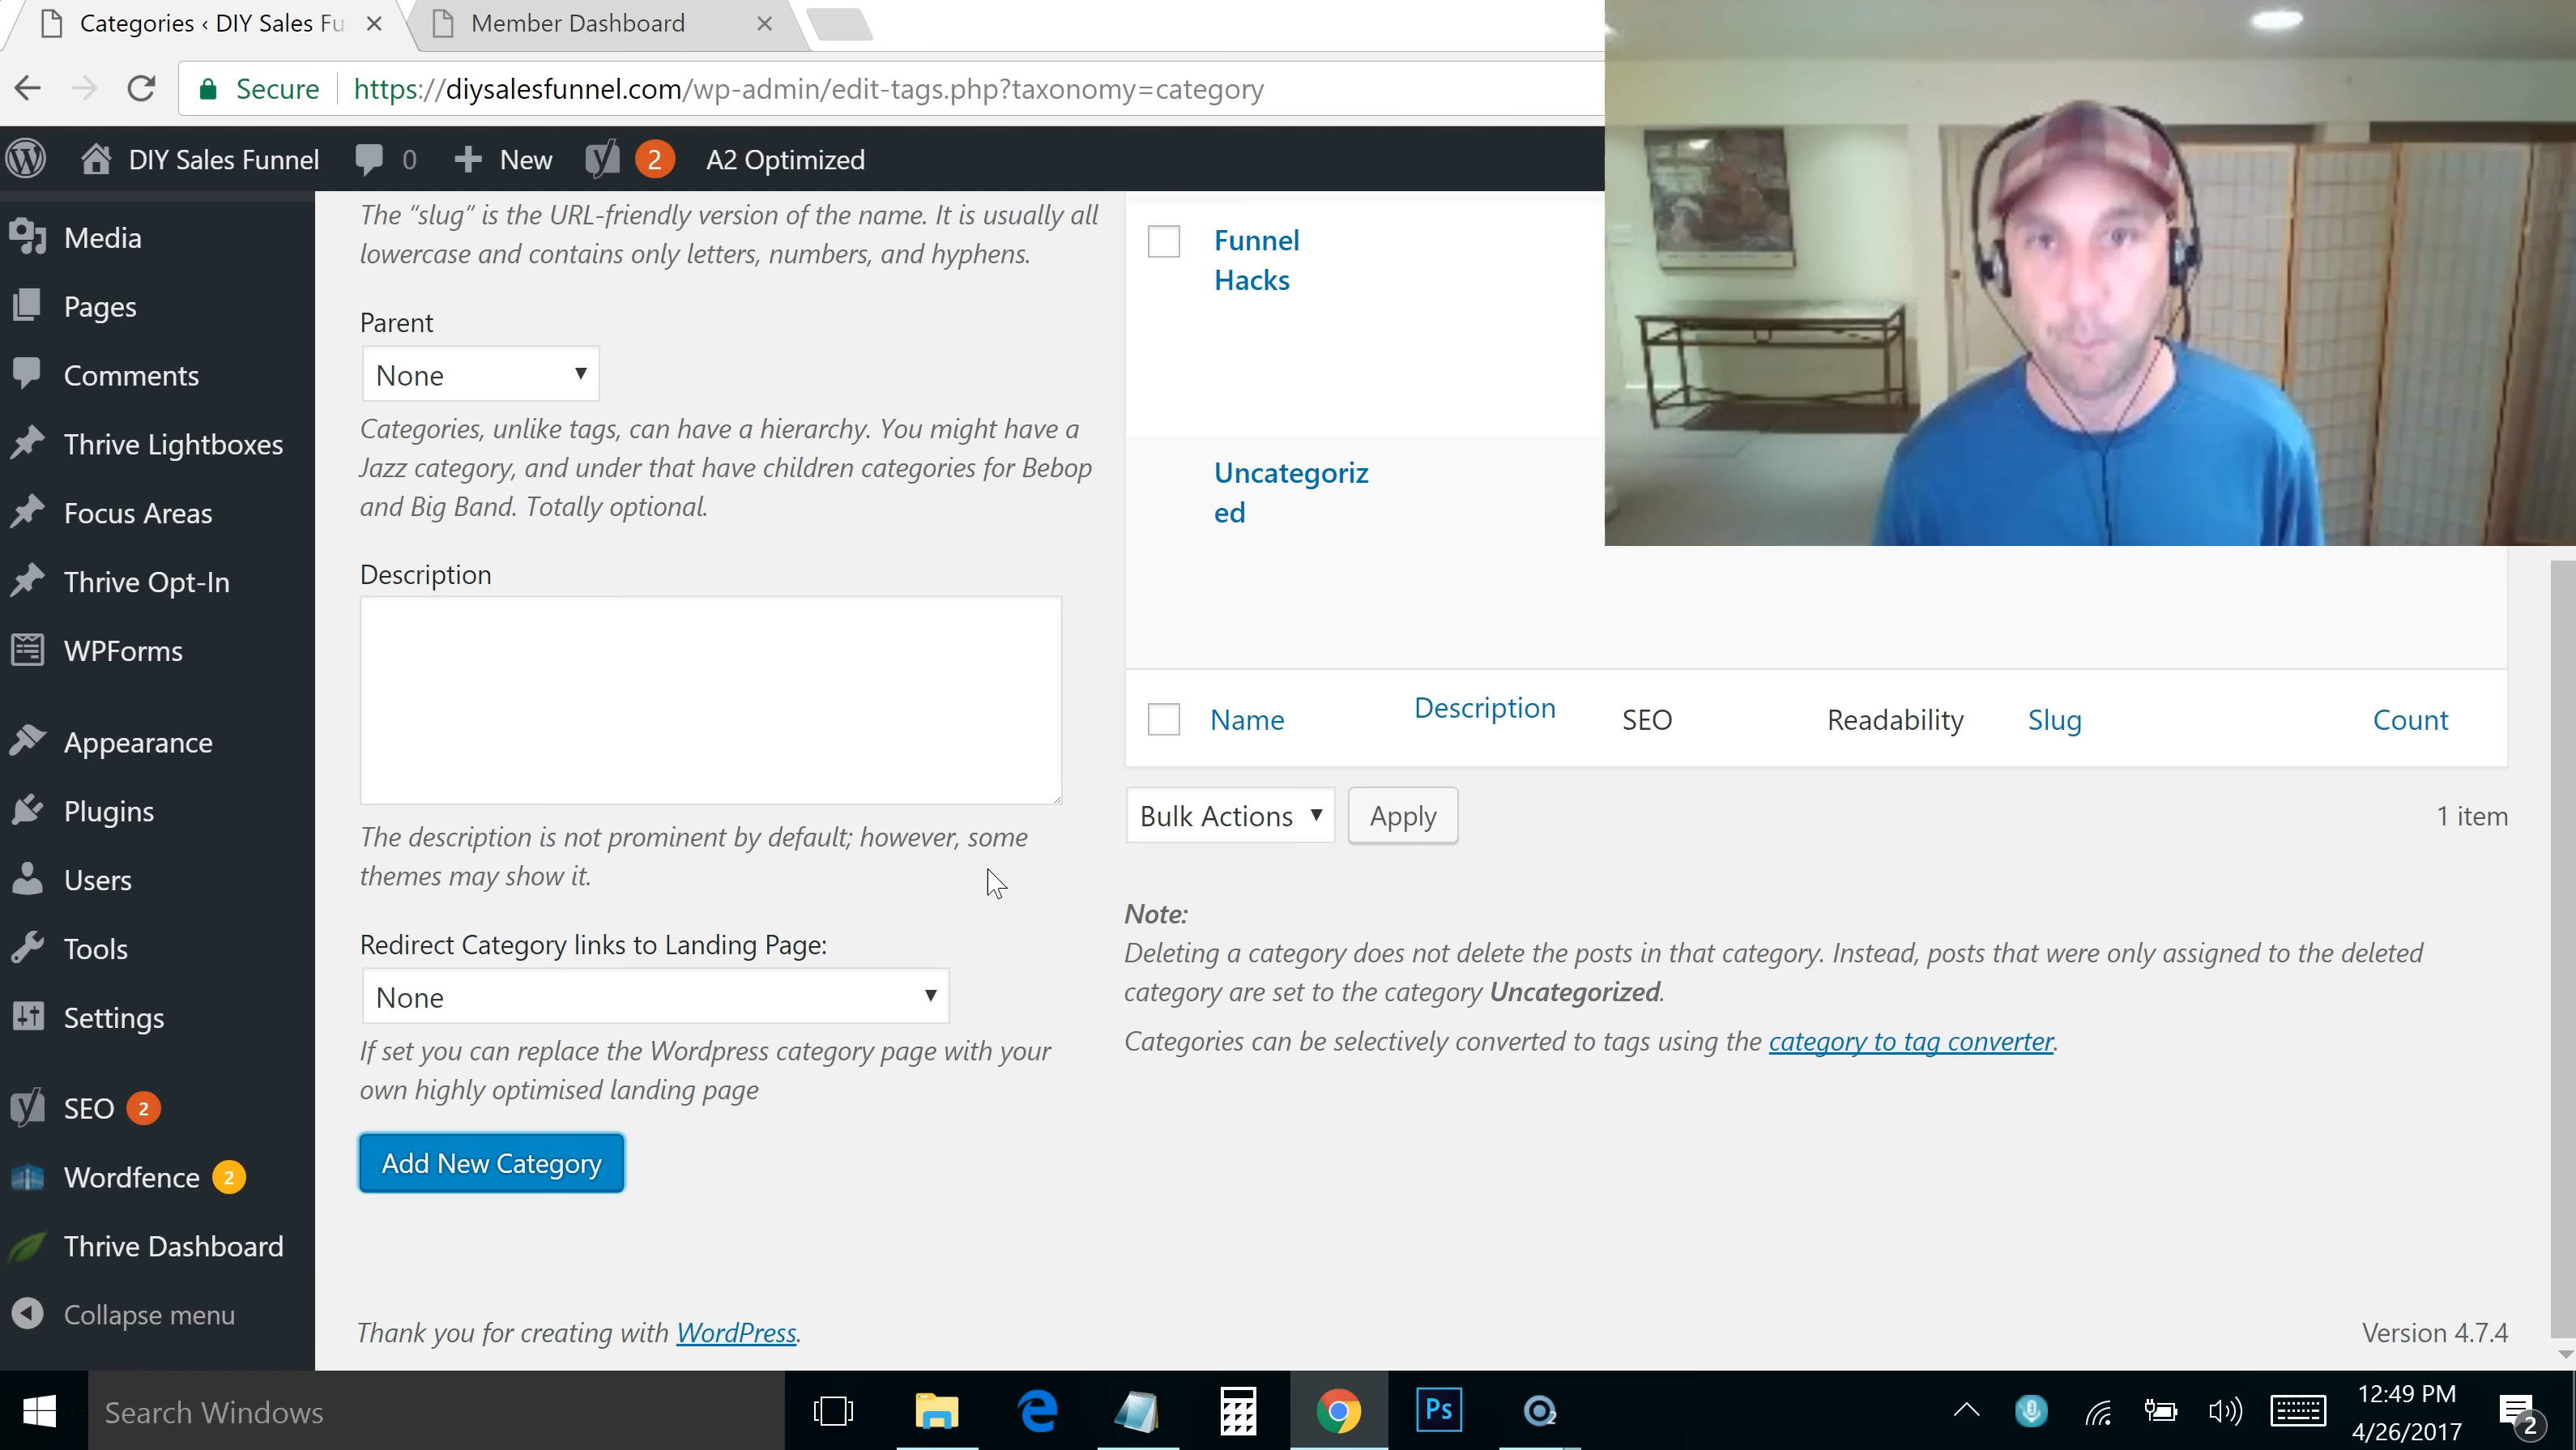 Categories ‹ DIY Sales Fu
Member Dashboard
Secure
https://diysalesfunnel.com/wp-admin/edit-tags.php?taxonomy=category
DIY Sales Funnel
0
New
2
A2 Optimized
Media
Pages
Comments
Thrive Lightboxes
Focus Areas
Thrive Opt-In
WPForms
Appearance
Plugins
Users
Tools
Settings
SEO 2
Wordfence 2
Thrive Dashboard
Collapse menu
The “slug” is the URL-friendly version of the name. It is usually all
lowercase and contains only letters, numbers, and hyphens.
Parent
None
Categories, unlike tags, can have a hierarchy. You might have a
Jazz category, and under that have children categories for Bebop
and Big Band. Totally optional.
Description
The description is not prominent by default; however, some
themes may show it.
Redirect Category links to Landing Page:
None
If set you can replace the Wordpress category page with your
own highly optimised landing page
Add New Category
Thank you for creating with WordPress.
Funnel
Hacks
Uncategoriz
ed
Name
Description
SEO
Readability
Slug
Count
Bulk Actions
Apply
1 item
Note:
Deleting a category does not delete the posts in that category. Instead, posts that were only assigned to the deleted
category are set to the category Uncategorized.
Categories can be selectively converted to tags using the category to tag converter.
Version 4.7.4
Search Windows
Ps
12:49 PM
4/26/2017
2